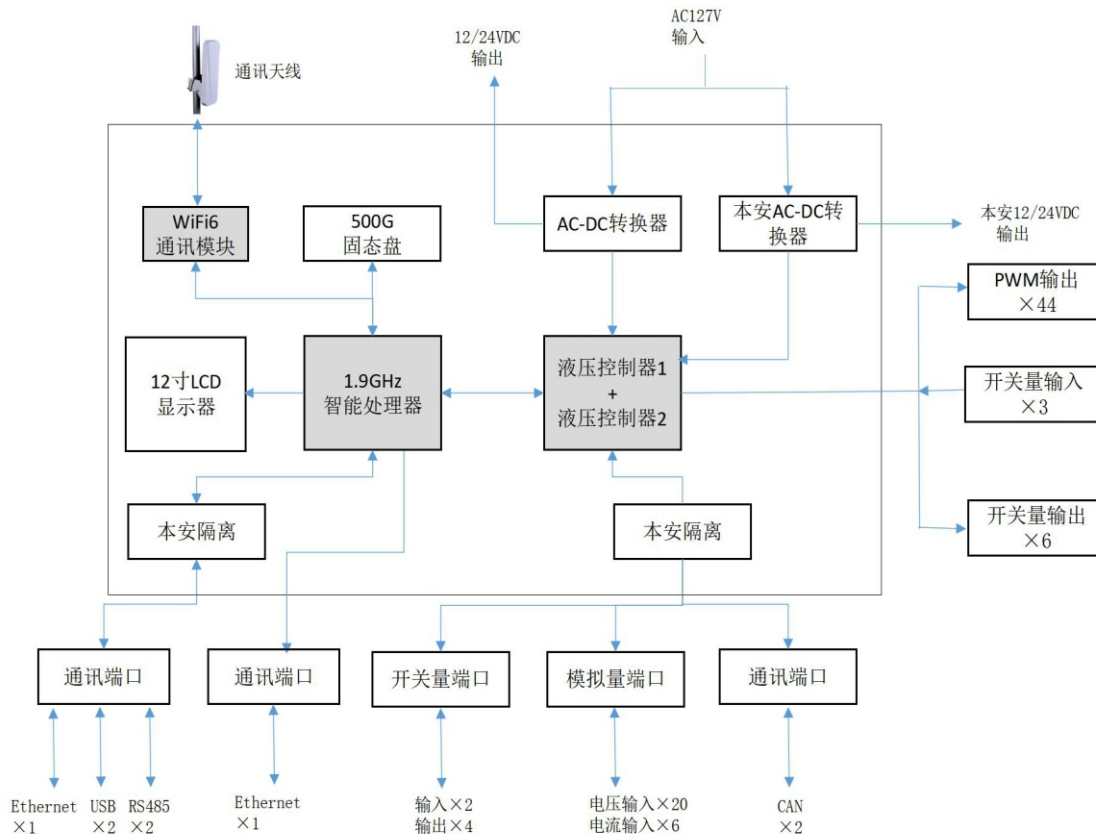 AC127V
输入
12/24VDC
输出
通讯天线
WiFi6
通讯模块
500G
固态盘
AC-DC转换器
本安AC-DC转
换器
本安12/24VDC
输出
PWM输出
×44
12寸LCD
显示器
1.9GHz
智能处理器
液压控制器1
+
液压控制器2
开关量输入
×3
本安隔离
本安隔离
开关量输出
×6
通讯端口
通讯端口
开关量端口
模拟量端口
通讯端口
Ethernet
×1
USB
×2
RS485
×2
Ethernet
×1
输入×2
输出×4
电压输入×20
电流输入×6
CAN
×2